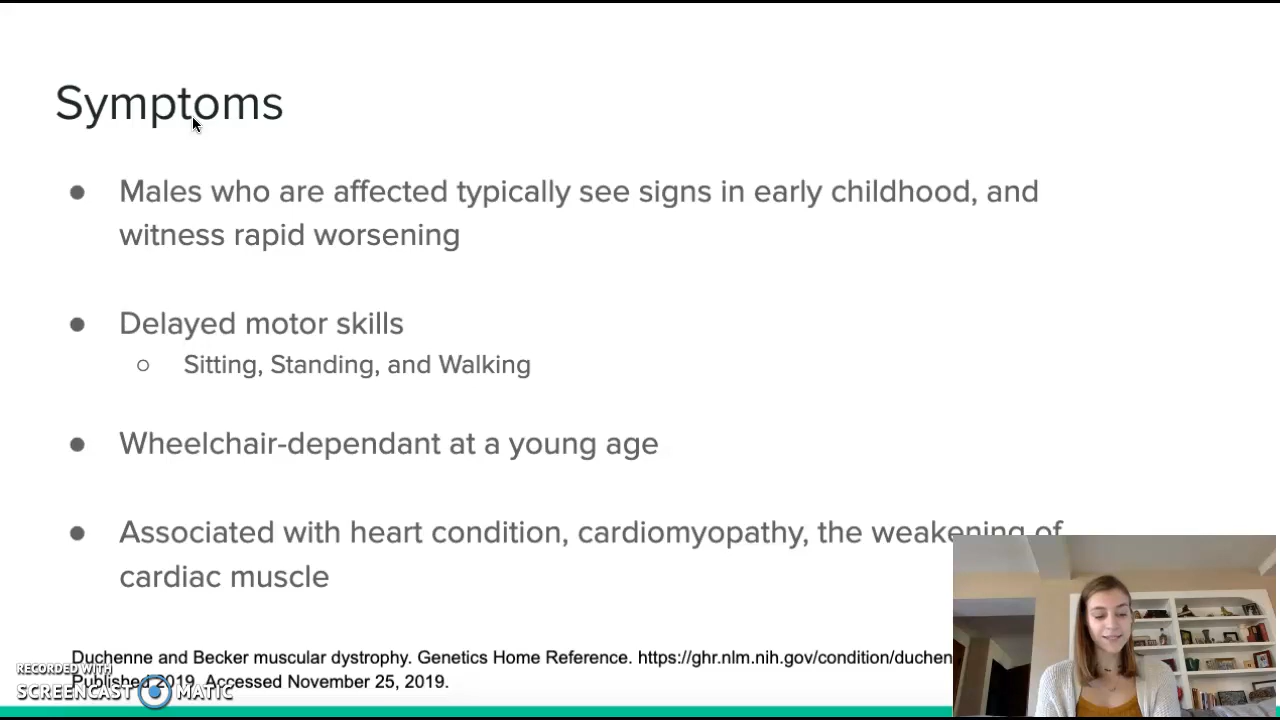 Symptoms
● Males who are affected typically see signs in early childhood, and
witness rapid worsening
● Delayed motor skills
○ Sitting, Standing, and Walking
● Wheelchair-dependant at a young age
● Associated with heart condition, cardiomyopathy, the weakening of
cardiac muscle
Duchenne and Becker muscular dystrophy. Genetics Home Reference. https://ghr.nlm.nih.gov/condition/duchen
Published 2019. Accessed November 25, 2019.
RECORDED WITH
SCREENCAST MATIC